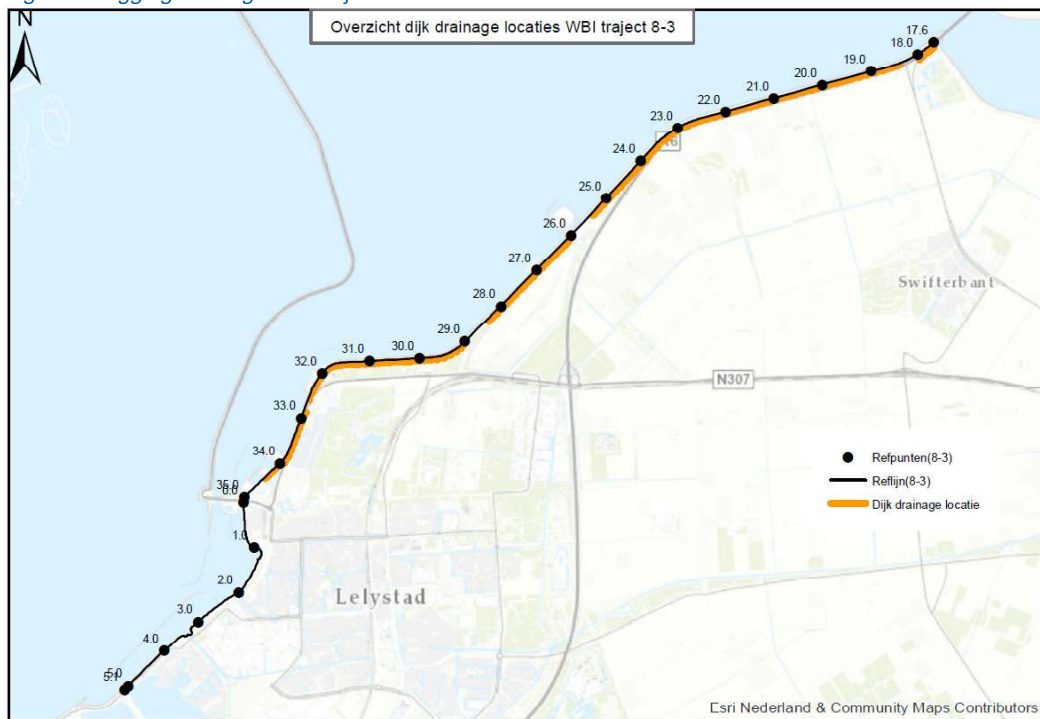 Overzicht dijk drainage locaties WBI traject 8-3
N
17.6
18.0
19.0
20.0
21.0
22.0
23.0
24.0
25.0
26.0
27.0
28.0
29.0
30.0
31.0
32.0
33.0
34.0
35.0
0.0
1.0
2.0
3.0
4.0
5.0
5.1
Swifterbant
N307
Lelystad
Refpunten(8-3)
Reflijn(8-3)
Dijk drainage locatie
Esri Nederland & Community Maps Contributors